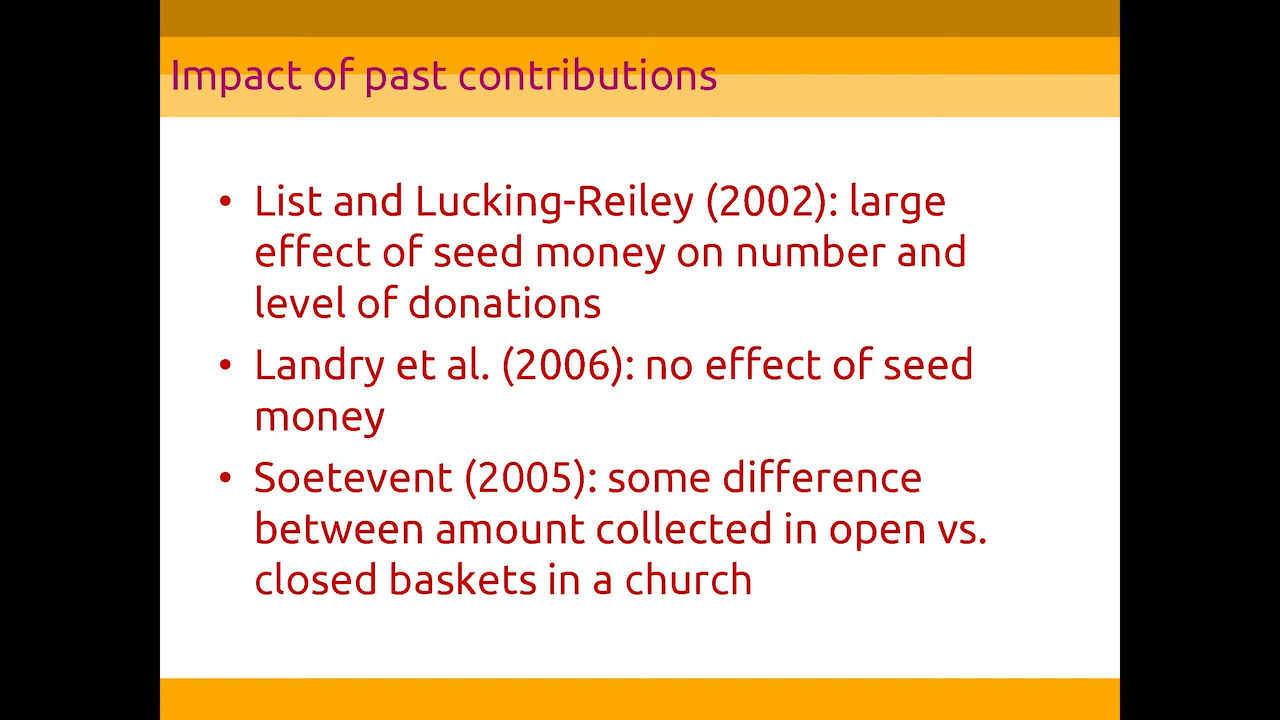 Impact of past contributions
• List and Lucking-Reiley (2002): large
effect of seed money on number and
level of donations
• Landry et al. (2006): no effect of seed
money
• Soetevent (2005): some difference
between amount collected in open vs.
closed baskets in a church